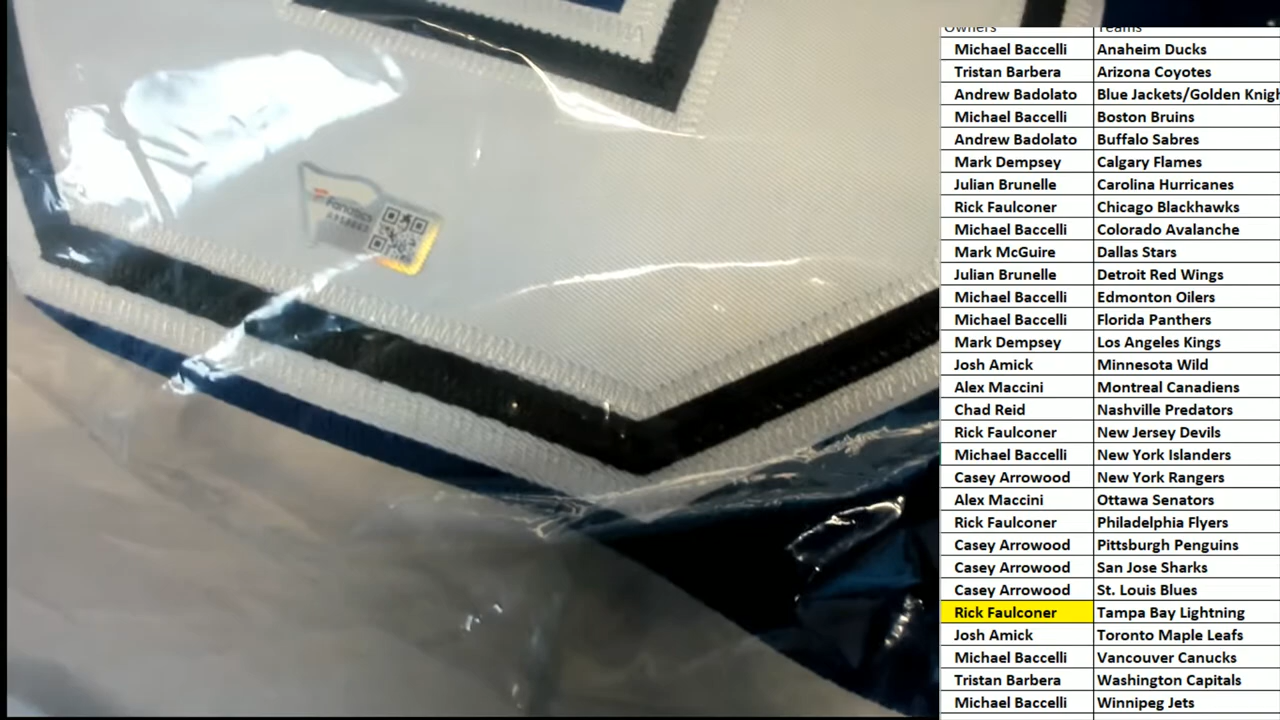 Fanatics
Owners Teams
Michael Baccelli Anaheim Ducks
Tristan Barbera Arizona Coyotes
Andrew Badolato Blue Jackets/Golden Knigh
Michael Baccelli Boston Bruins
Andrew Badolato Buffalo Sabres
Mark Dempsey Calgary Flames
Julian Brunelle Carolina Hurricanes
Rick Faulconer Chicago Blackhawks
Michael Baccelli Colorado Avalanche
Mark McGuire Dallas Stars
Julian Brunelle Detroit Red Wings
Michael Baccelli Edmonton Oilers
Michael Baccelli Florida Panthers
Mark Dempsey Los Angeles Kings
Josh Amick Minnesota Wild
Alex Maccini Montreal Canadiens
Chad Reid Nashville Predators
Rick Faulconer New Jersey Devils
Michael Baccelli New York Islanders
Casey Arrowood New York Rangers
Alex Maccini Ottawa Senators
Rick Faulconer Philadelphia Flyers
Casey Arrowood Pittsburgh Penguins
Casey Arrowood San Jose Sharks
Casey Arrowood St. Louis Blues
Rick Faulconer Tampa Bay Lightning
Josh Amick Toronto Maple Leafs
Michael Baccelli Vancouver Canucks
Tristan Barbera Washington Capitals
Michael Baccelli Winnipeg Jets